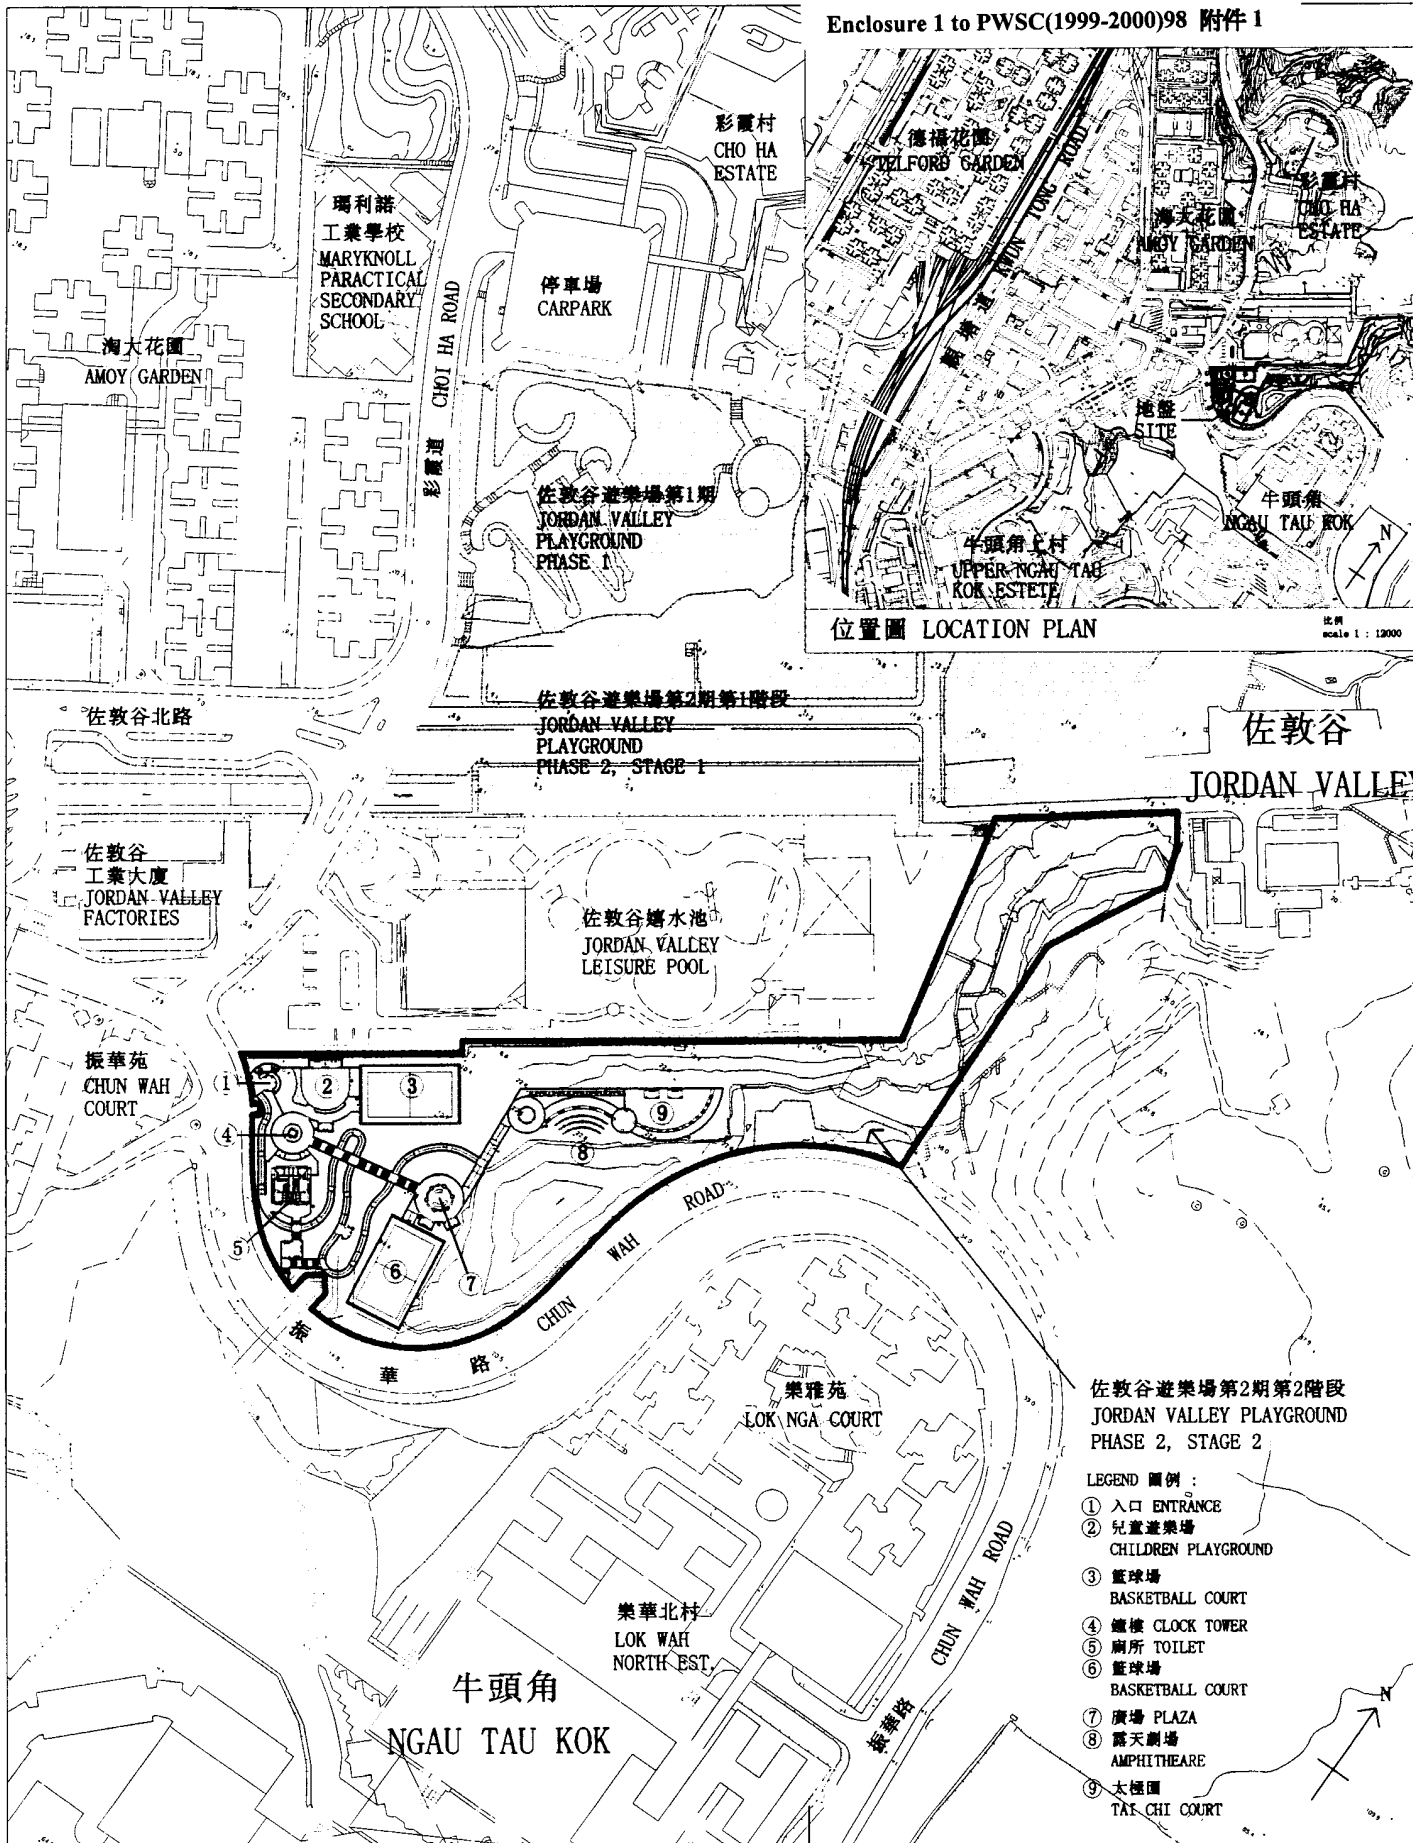 Enclosure 1 to PWSC(1999-2000)98 附件 1
德福花園
TELFORD GARDEN
觀塘道 KWUN TONG ROAD
淘大花園
AMOY GARDEN
彩霞村
CHO HA
ESTATE
地盤
SITE
牛頭角
NGAU TAU KOK
牛頭角上村
UPPER NGAU TAU
KOK ESTETE
N
位置圖 LOCATION PLAN
比例
scale 1 : 12000
彩霞村
CHO HA
ESTATE
瑪利諾
工業學校
MARYKNOLL
PARACTICAL
SECONDARY
SCHOOL
停車場
CARPARK
彩霞道 CHOI HA ROAD
淘大花園
AMOY GARDEN
佐敦谷遊樂場第1期
JORDAN VALLEY
PLAYGROUND
PHASE 1
佐敦谷北路
佐敦谷遊樂場第2期第1階段
JORDAN VALLEY
PLAYGROUND
PHASE 2, STAGE 1
佐敦谷
JORDAN VALLEY
佐敦谷
工業大廈
JORDAN VALLEY
FACTORIES
佐敦谷嬉水池
JORDAN VALLEY
LEISURE POOL
振華苑
CHUN WAH
COURT
①
②
③
④
⑤
⑥
⑦
⑧
⑨
振華路
CHUN WAH ROAD
樂雅苑
LOK NGA COURT
佐敦谷遊樂場第2期第2階段
JORDAN VALLEY PLAYGROUND
PHASE 2, STAGE 2
樂華北村
LOK WAH
NORTH EST.
振華路
CHUN WAH ROAD
牛頭角
NGAU TAU KOK
LEGEND 圖例 :
① 入口 ENTRANCE
② 兒童遊樂場
CHILDREN PLAYGROUND
③ 籃球場
BASKETBALL COURT
④ 鐘樓 CLOCK TOWER
⑤ 廁所 TOILET
⑥ 籃球場
BASKETBALL COURT
⑦ 廣場 PLAZA
⑧ 露天劇場
AMPHITHEARE
⑨ 太極園
TAI CHI COURT
N